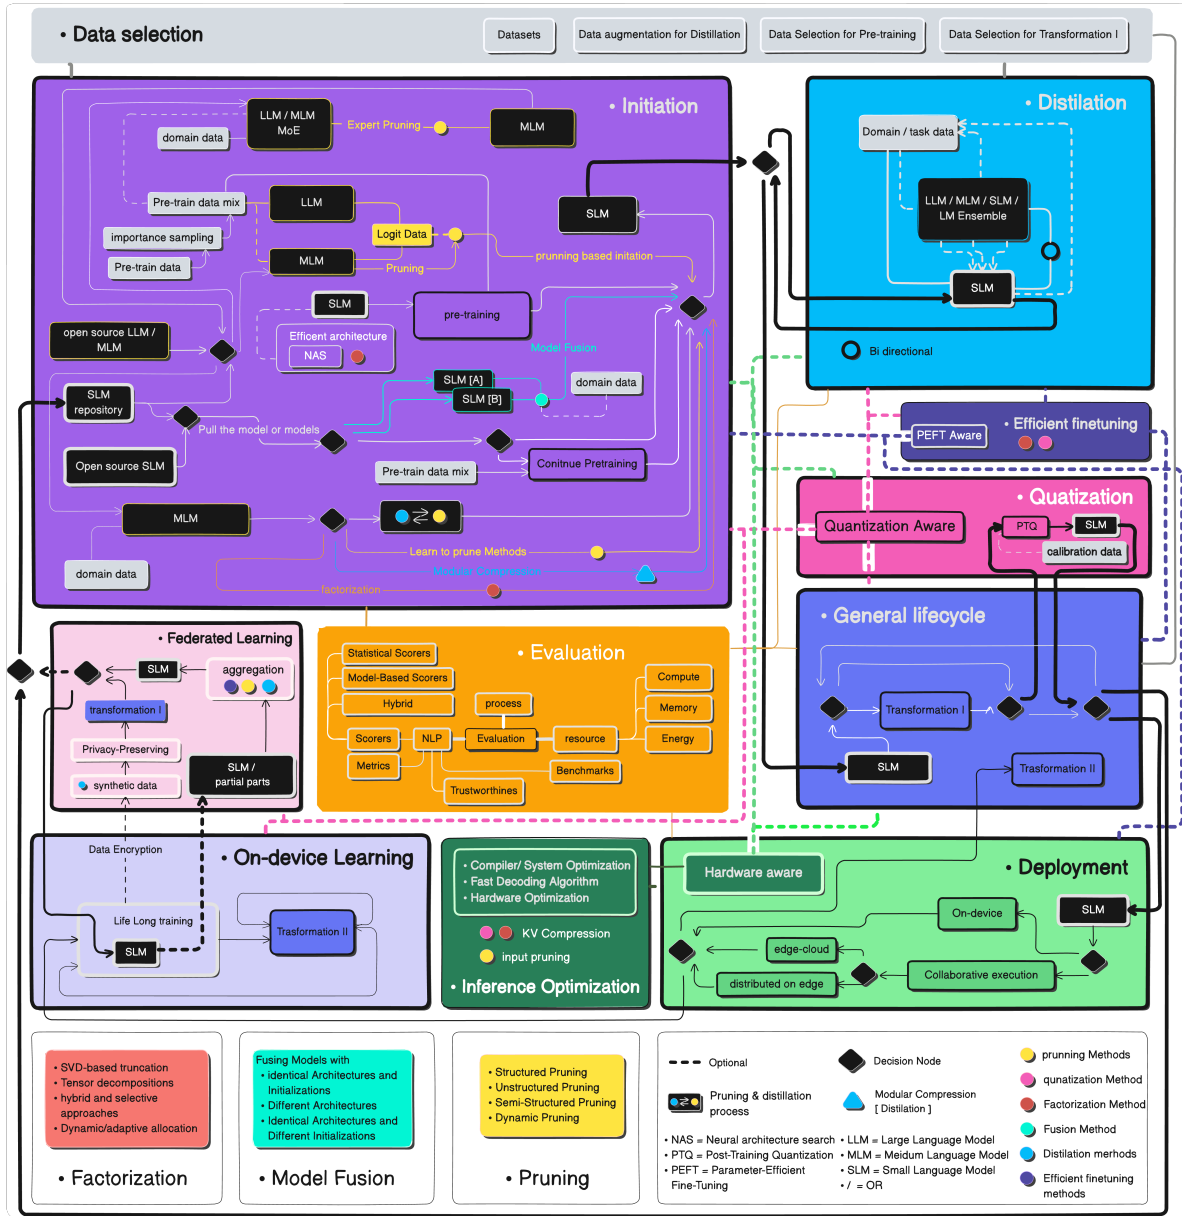 • Data selection
Datasets
Data augmentation for Distillation
Data Selection for Pre-training
Data Selection for Transformation I
• Initiation
LLM / MLM
MoE
Expert Pruning
MLM
domain data
Pre-train data mix
LLM
importance sampling
Logit Data
Pre-train data
MLM
Pruning
prunning based initation
SLM
SLM
pre-training
open source LLM /
MLM
Efficent architecture
NAS
Model Fusion
SLM [A]
SLM [B]
domain data
SLM
repository
Pull the model or models
Open source SLM
Pre-train data mix
Conitnue Pretraining
MLM
Learn to prune Methods
Modular Compression
domain data
factorization
• Distilation
Domain / task data
LLM / MLM / SLM /
LM Ensemble
SLM
Bi directional
• Efficient finetuning
PEFT Aware
• Quatization
Quantization Aware
PTQ
SLM
calibration data
• General lifecycle
Transformation I
SLM
Trasformation II
• Federated Learning
SLM
aggregation
transformation I
Privacy-Preserving
synthetic data
SLM /
partial parts
• Evaluation
Statistical Scorers
Model-Based Scorers
Hybrid
Scorers
NLP
Metrics
process
Evaluation
resource
Compute
Memory
Energy
Benchmarks
Trustworthines
• On-device Learning
Data Encryption
Life Long training
SLM
Trasformation II
• Compiler/ System Optimization
• Fast Decoding Algorithm
• Hardware Optimization
KV Compression
input pruning
• Inference Optimization
• Deployment
Hardware aware
SLM
On-device
edge-cloud
Collaborative execution
distributed on edge
• SVD-based truncation
• Tensor decompositions
• hybrid and selective
approaches
• Dynamic/adaptive allocation
• Factorization
Fusing Models with
• identical Architectures and
Initializations
• Different Architectures
• Identical Architectures and
Different Initializations
• Model Fusion
• Structured Pruning
• Unstructured Pruning
• Semi-Structured Pruning
• Dynamic Pruning
• Pruning
Optional
Decision Node
Pruning & distillation
process
Modular Compression
[ Distilation ]
• NAS = Neural architecture search
• PTQ = Post-Training Quantization
• PEFT = Parameter-Efficient
Fine-Tuning
• LLM = Large Language Model
• MLM = Meidum Language Model
• SLM = Small Language Model
• / = OR
prunning Methods
qunatization Method
Factorization Method
Fusion Method
Distilation merhods
Efficient finetuning
methods